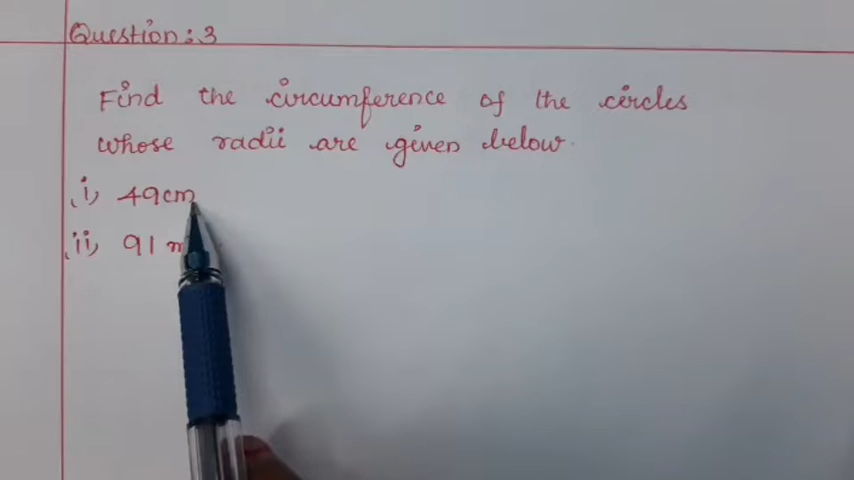 Question: 3
Find the circumference of the circles
whose radii are given below.
(i) 49cm
(ii) 91 m